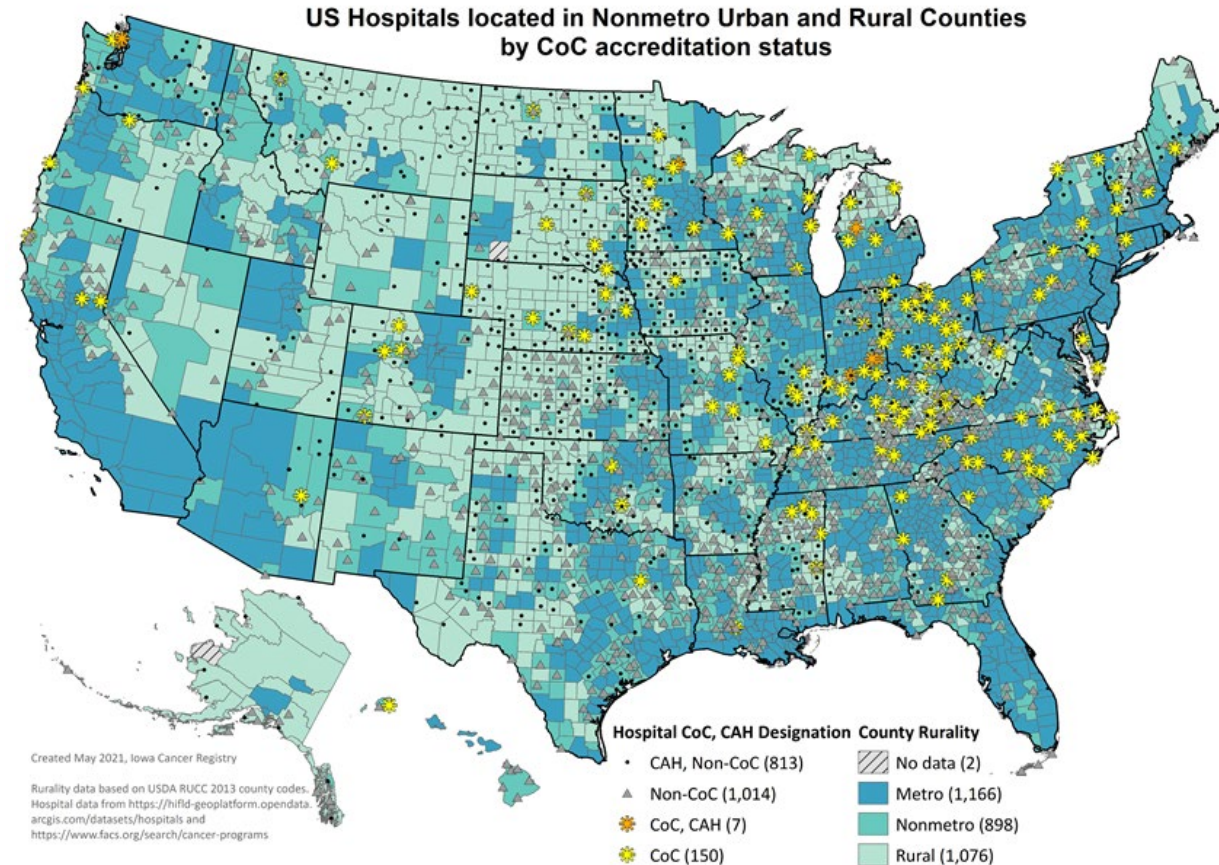 US Hospitals located in Nonmetro Urban and Rural Counties
by CoC accreditation status
Created May 2021, Iowa Cancer Registry
Rurality data based on USDA RUCC 2013 county codes.
Hospital data from https://hifld-geoplatform.opendata.
arcgis.com/datasets/hospitals and
https://www.facs.org/search/cancer-programs
Hospital CoC, CAH Designation
CAH, Non-CoC (813)
Non-CoC (1,014)
CoC, CAH (7)
CoC (150)
County Rurality
No data (2)
Metro (1,166)
Nonmetro (898)
Rural (1,076)